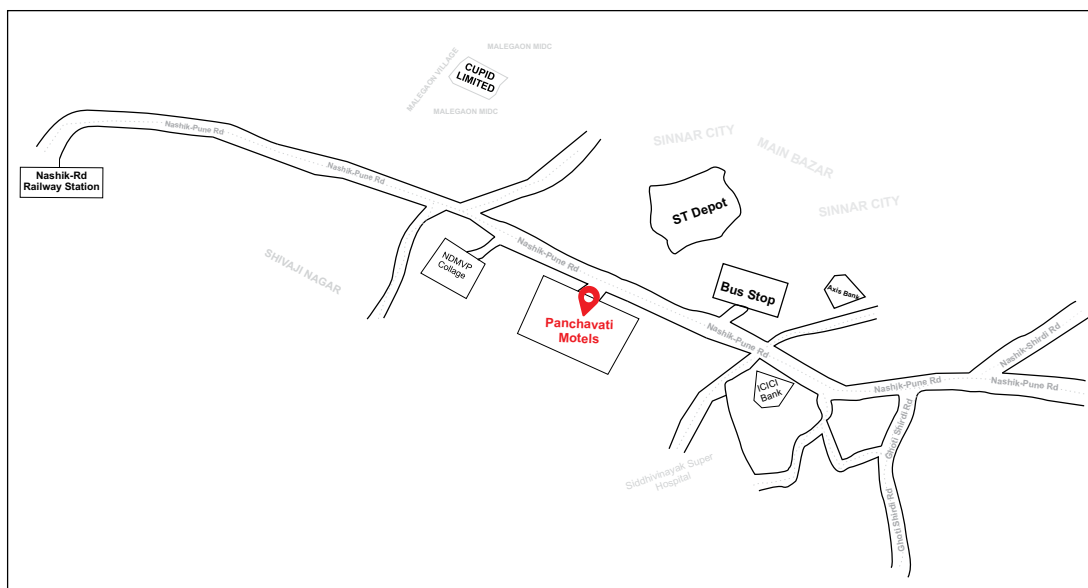 MALEGAON MIDC
MALEGAON VILLAGE
CUPID
LIMITED
MALEGAON MIDC
Nashik-Pune Rd
SINNAR CITY
MAIN BAZAR
Nashik-Rd
Railway Station
Nashik-Pune Rd
ST Depot
SINNAR CITY
SHIVAJI NAGAR
NDMVP
Collage
Nashik-Pune Rd
Bus Stop
Axis Bank
Panchavati
Motels
Nashik-Pune Rd
Nashik-Shirdi Rd
ICICI
Bank
Nashik-Pune Rd
Nashik-Pune Rd
Ghoti Shirdi Rd
Siddhivinayak Super
Hospital
Ghoti Shirdi Rd